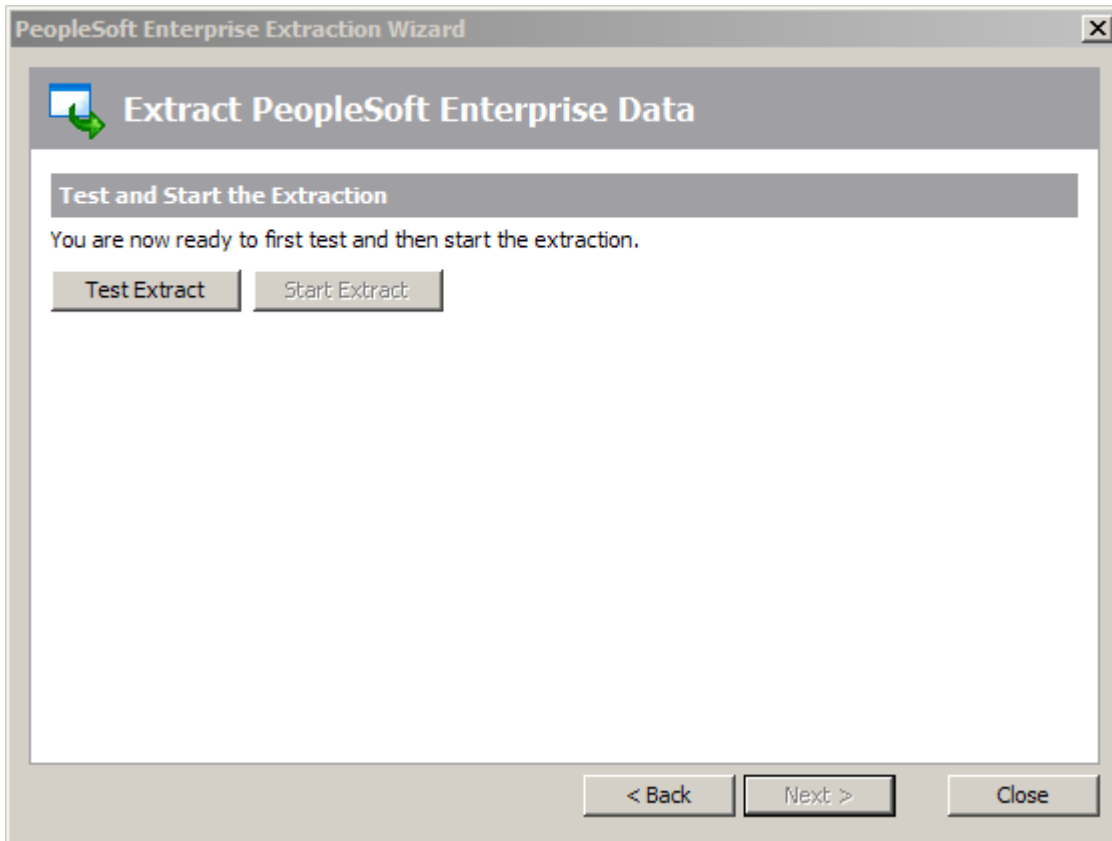 PeopleSoft Enterprise Extraction Wizard
Extract PeopleSoft Enterprise Data
Test and Start the Extraction
You are now ready to first test and then start the extraction.
Test Extract Start Extract
< Back Next > Close